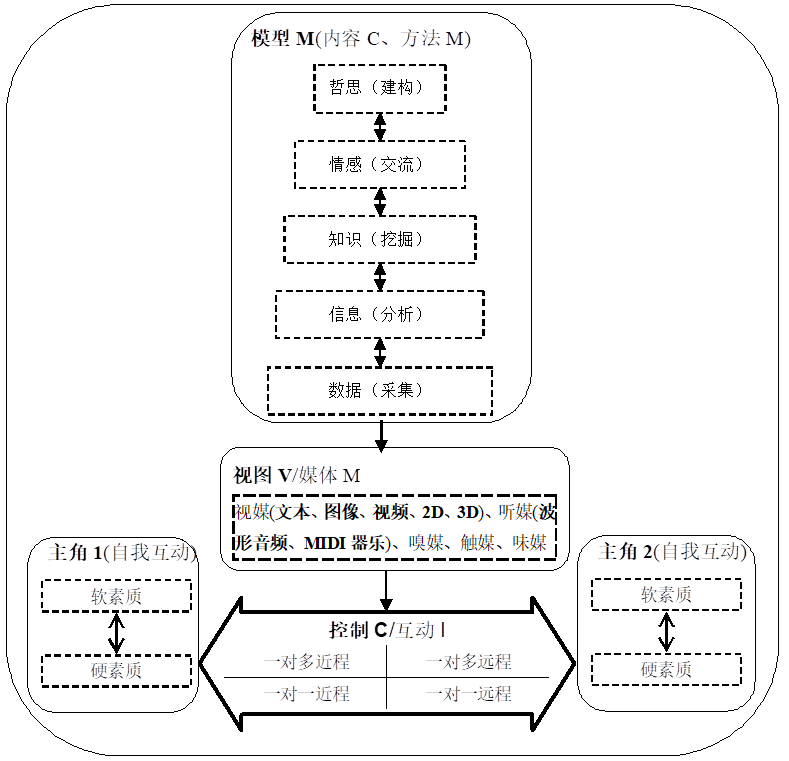 模型 M(内容 C、方法 M)
哲思（建构）
情感（交流）
知识（挖掘）
信息（分析）
数据（采集）
视图 V/媒体 M
视媒(文本、图像、视频、2D、3D)、听媒(波
形音频、MIDI 器乐)、嗅媒、触媒、味媒
主角 1(自我互动)
软素质
硬素质
控制 C/互动 I
一对多近程
一对多远程
一对一近程
一对一远程
主角 2(自我互动)
软素质
硬素质